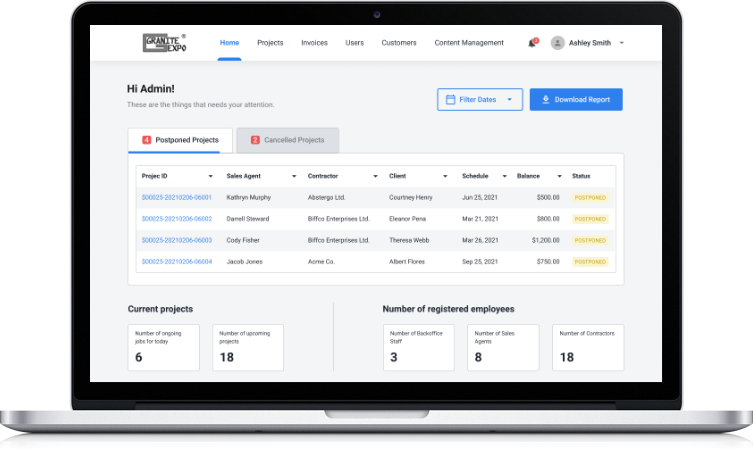 GRANITE ®
EXPO
Home Projects Invoices Users Customers Content Management Ashley Smith
Hi Admin!
These are the things that needs your attention.
Filter Dates Download Report
4 Postponed Projects 2 Cancelled Projects
Projec ID Sales Agent Contractor Client Schedule Balance Status
S00025-20210206-06001 Kathryn Murphy Abstergo Ltd. Courtney Henry Jun 25, 2021 $500.00 POSTPONED
S00025-20210206-06002 Darrell Steward Biffco Enterprises Ltd. Eleanor Pena Mar 21, 2021 $800.00 POSTPONED
S00025-20210206-06003 Cody Fisher Biffco Enterprises Ltd. Theresa Webb Mar 26, 2021 $1,200.00 POSTPONED
S00025-20210206-06004 Jacob Jones Acme Co. Albert Flores Sep 25, 2021 $750.00 POSTPONED
Current projects
Number of ongoing
jobs for today
6
Number of upcoming
projects
18
Number of registered employees
Number of Backoffice
Staff
3
Number of Sales
Agents
8
Number of Contractors
18